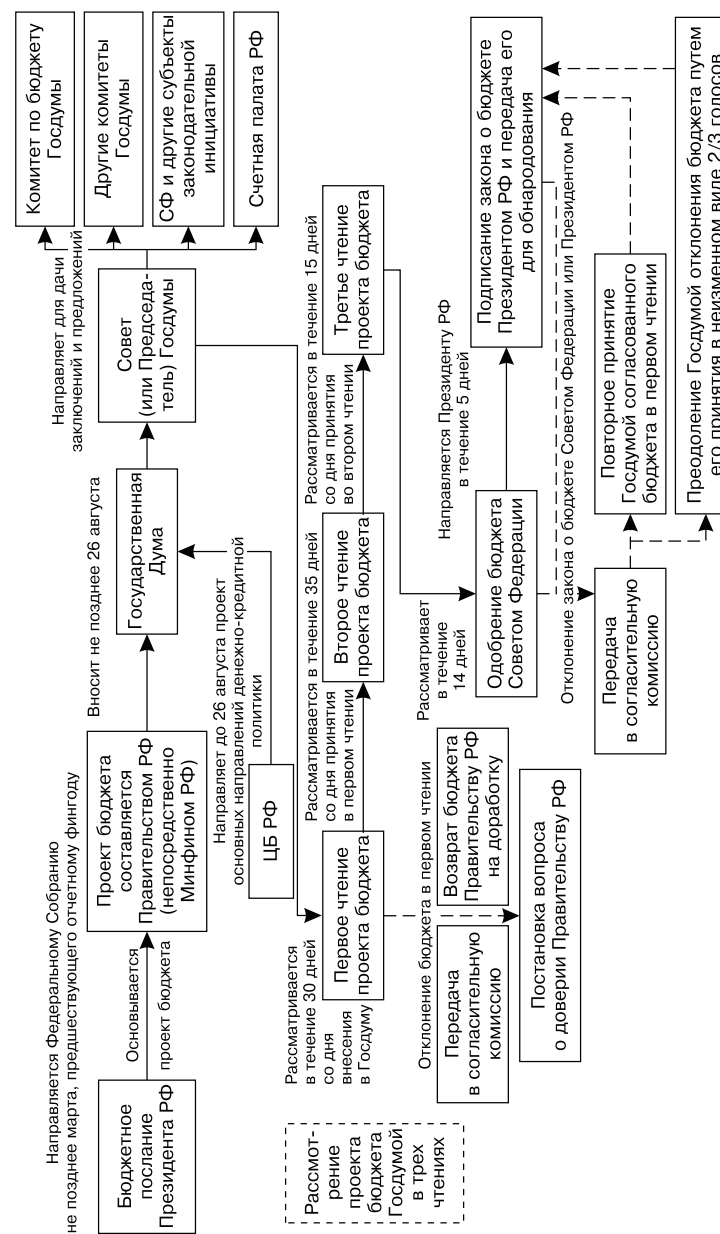 Направляется Федеральному Собранию
не позднее марта, предшествующего отчетному фингоду
Бюджетное
послание
Президента РФ
Основывается
проект бюджета
Проект бюджета
составляется
Правительством РФ
(непосредственно
Минфином РФ)
Вносит не позднее 26 августа
Государственная
Дума
Направляет до 26 августа проект
основных направлений денежно-кредитной
политики
ЦБ РФ
Направляет для дачи
заключений и предложений
Совет
(или Председа-
тель) Госдумы
Комитет по бюджету
Госдумы
Другие комитеты
Госдумы
СФ и другие субъекты
законодательной
инициативы
Счетная палата РФ
Рассмот-
рение
проекта
бюджета
Госдумой
в трех
чтениях
Рассматривается
в течение 30 дней
со дня
внесения
в Госдуму
Первое чтение
проекта бюджета
Рассматривается в течение 35 дней
со дня принятия
в первом чтении
Второе чтение
проекта бюджета
Рассматривается в течение 15 дней
со дня принятия
во втором чтении
Третье чтение
проекта бюджета
Отклонение бюджета в первом чтении
Передача
в согласительную
комиссию
Возврат бюджета
Правительству РФ
на доработку
Постановка вопроса
о доверии Правительству РФ
Рассматривает
в течение
14 дней
Одобрение бюджета
Советом Федерации
Направляется Президенту РФ
в течение 5 дней
Подписание закона о бюджете
Президентом РФ и передача его
для обнародования
Отклонение закона о бюджете Советом Федерации или Президентом РФ
Передача
в согласительную
комиссию
Повторное принятие
Госдумой согласованного
бюджета в первом чтении
Преодоление Госдумой отклонения бюджета путем
его принятия в неизменном виде 2/3 голосов